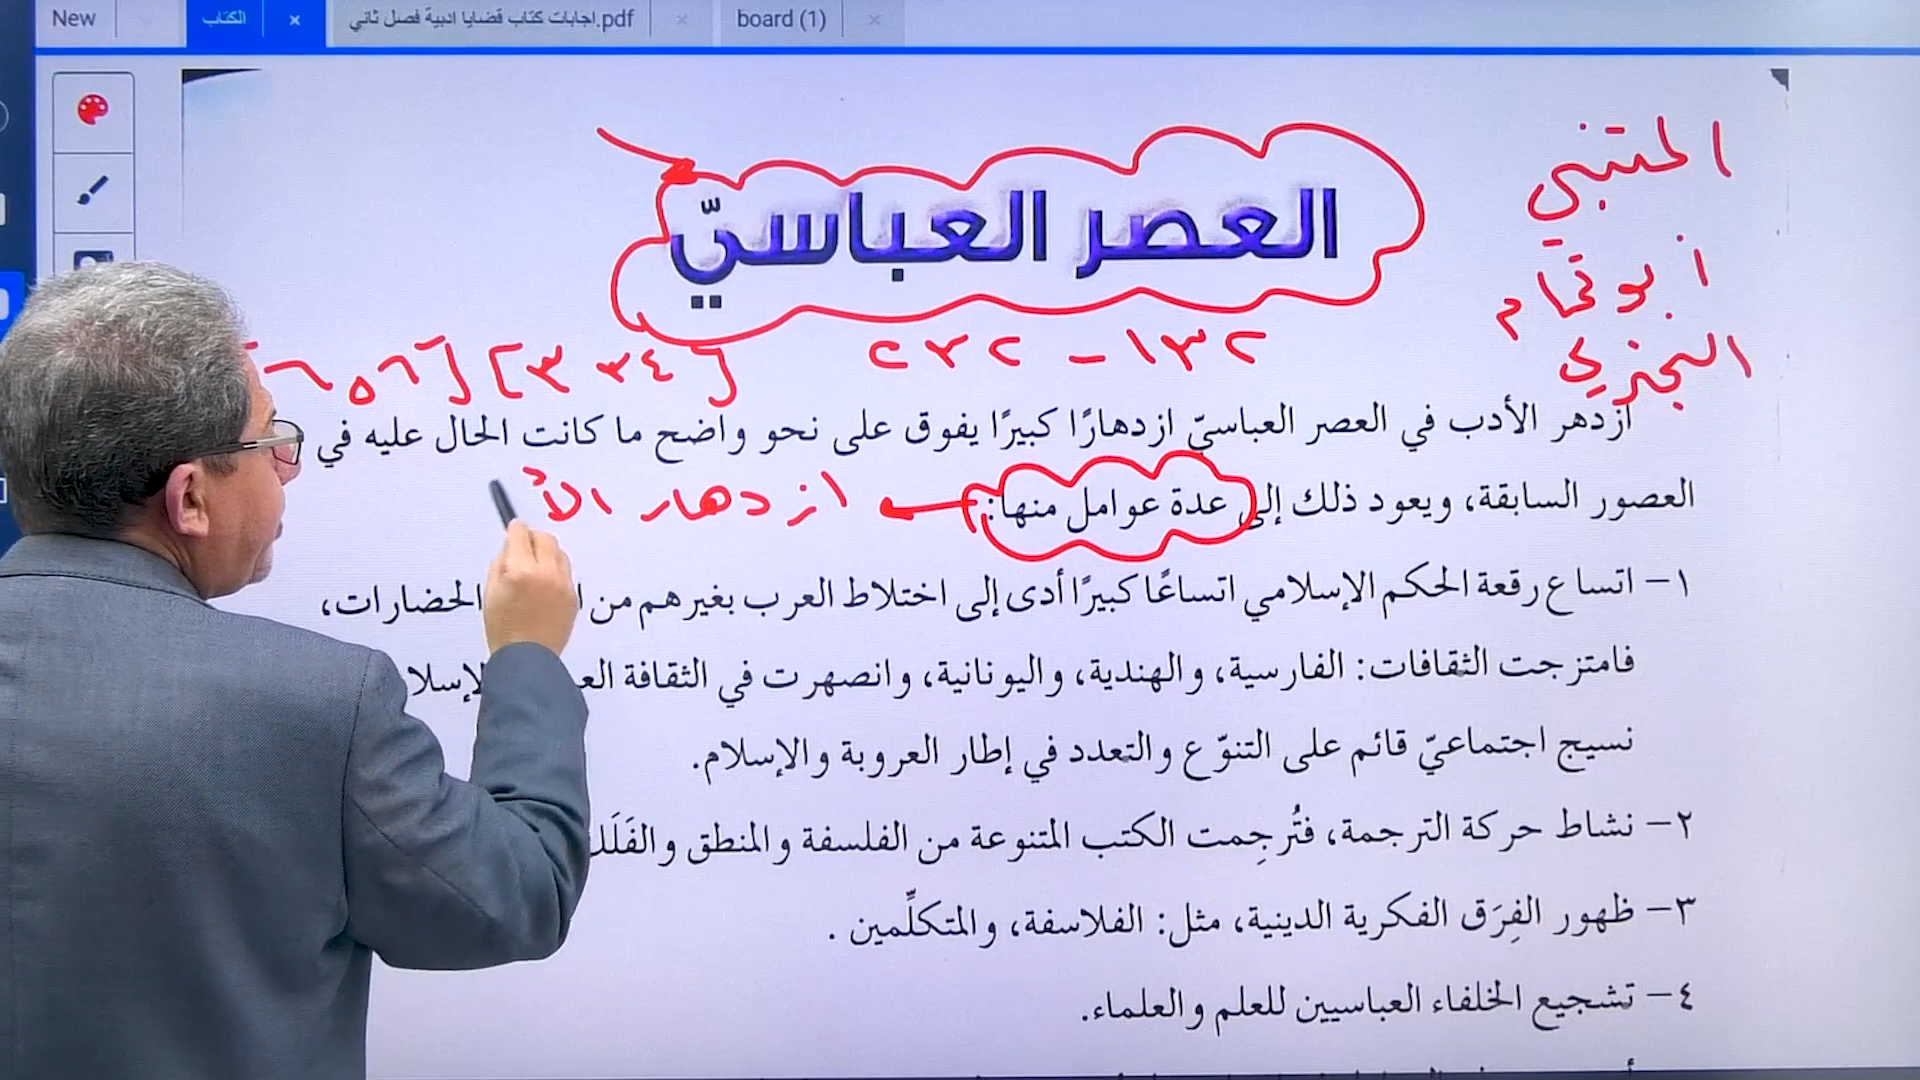 New
الكتاب
اجابات كتاب قضايا ادبية فصل ثاني.pdf
board (1)
المتنبي
العصر العباسيّ
أبو تمام
١٣٢ - ٢٣٢
[٣٣٤]
٦٥٦]
البحتري
ازدهر الأدب في العصر العباسيّ ازدهارًا كبيرًا يفوق على نحو واضح ما كانت الحال عليه في
العصور السابقة، ويعود ذلك إلى عدة عوامل منها:
ازدهار الأ
١- اتساع رقعة الحكم الإسلامي اتساعًا كبيرًا أدى إلى اختلاط العرب بغيرهم من الحضارات،
فامتزجت الثقافات: الفارسية، والهندية، واليونانية، وانصهرت في الثقافة
نسيج اجتماعيّ قائم على التنوّع والتعدد في إطار العروبة والإسلام.
٢- نشاط حركة الترجمة، فتُرجِمت الكتب المتنوعة من الفلسفة والمنطق والفَلَك
٣- ظهور الفِرَق الفكرية الدينية، مثل: الفلاسفة، والمتكلِّمين .
٤- تشجيع الخلفاء العباسيين للعلم والعلماء.